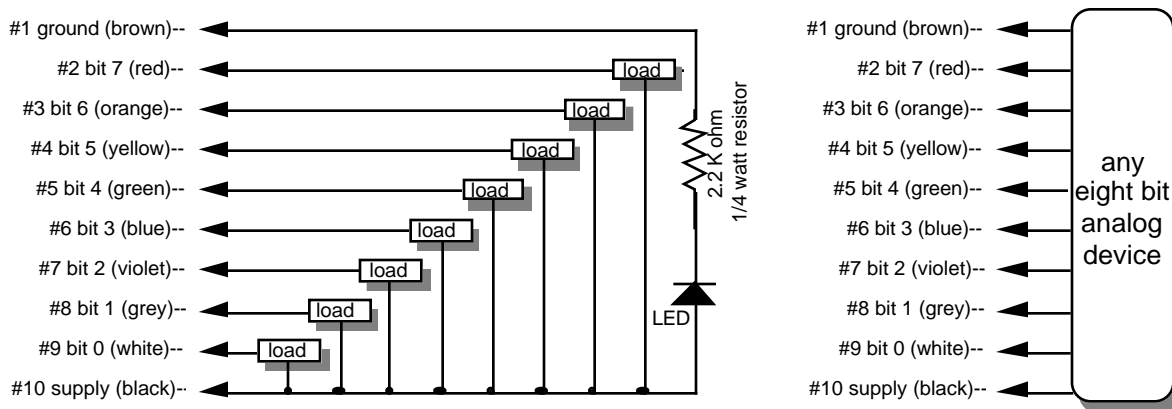 #1 ground (brown)--
#2 bit 7 (red)--
#3 bit 6 (orange)--
#4 bit 5 (yellow)--
#5 bit 4 (green)--
#6 bit 3 (blue)--
#7 bit 2 (violet)--
#8 bit 1 (grey)--
#9 bit 0 (white)--
#10 supply (black)--
load
load
load
load
load
load
load
load
2.2 K ohm
1/4 watt resistor
LED
#1 ground (brown)--
#2 bit 7 (red)--
#3 bit 6 (orange)--
#4 bit 5 (yellow)--
#5 bit 4 (green)--
#6 bit 3 (blue)--
#7 bit 2 (violet)--
#8 bit 1 (grey)--
#9 bit 0 (white)--
#10 supply (black)--
any
eight bit
analog
device